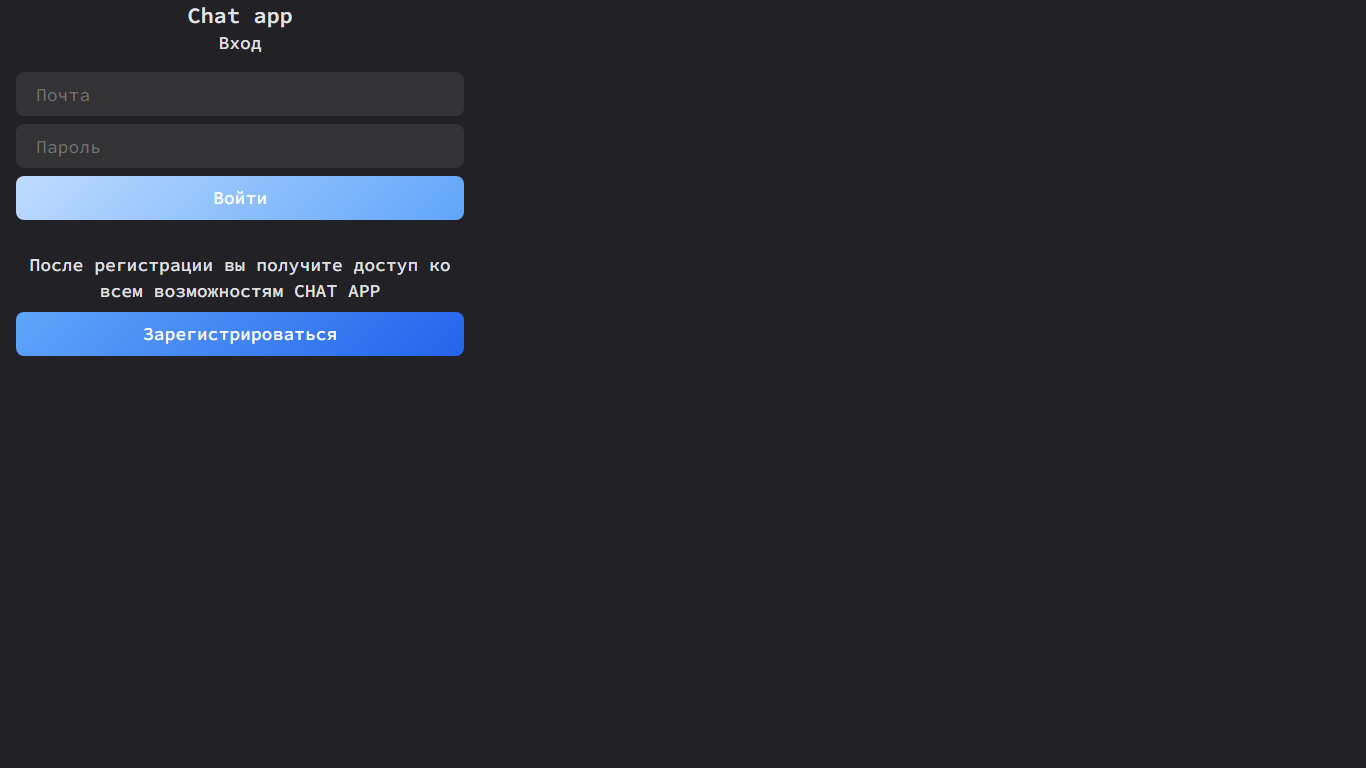 Chat app
Вход
Почта
Пароль
Войти
После регистрации вы получите доступ ко
всем возможностям CHAT APP
Зарегистрироваться